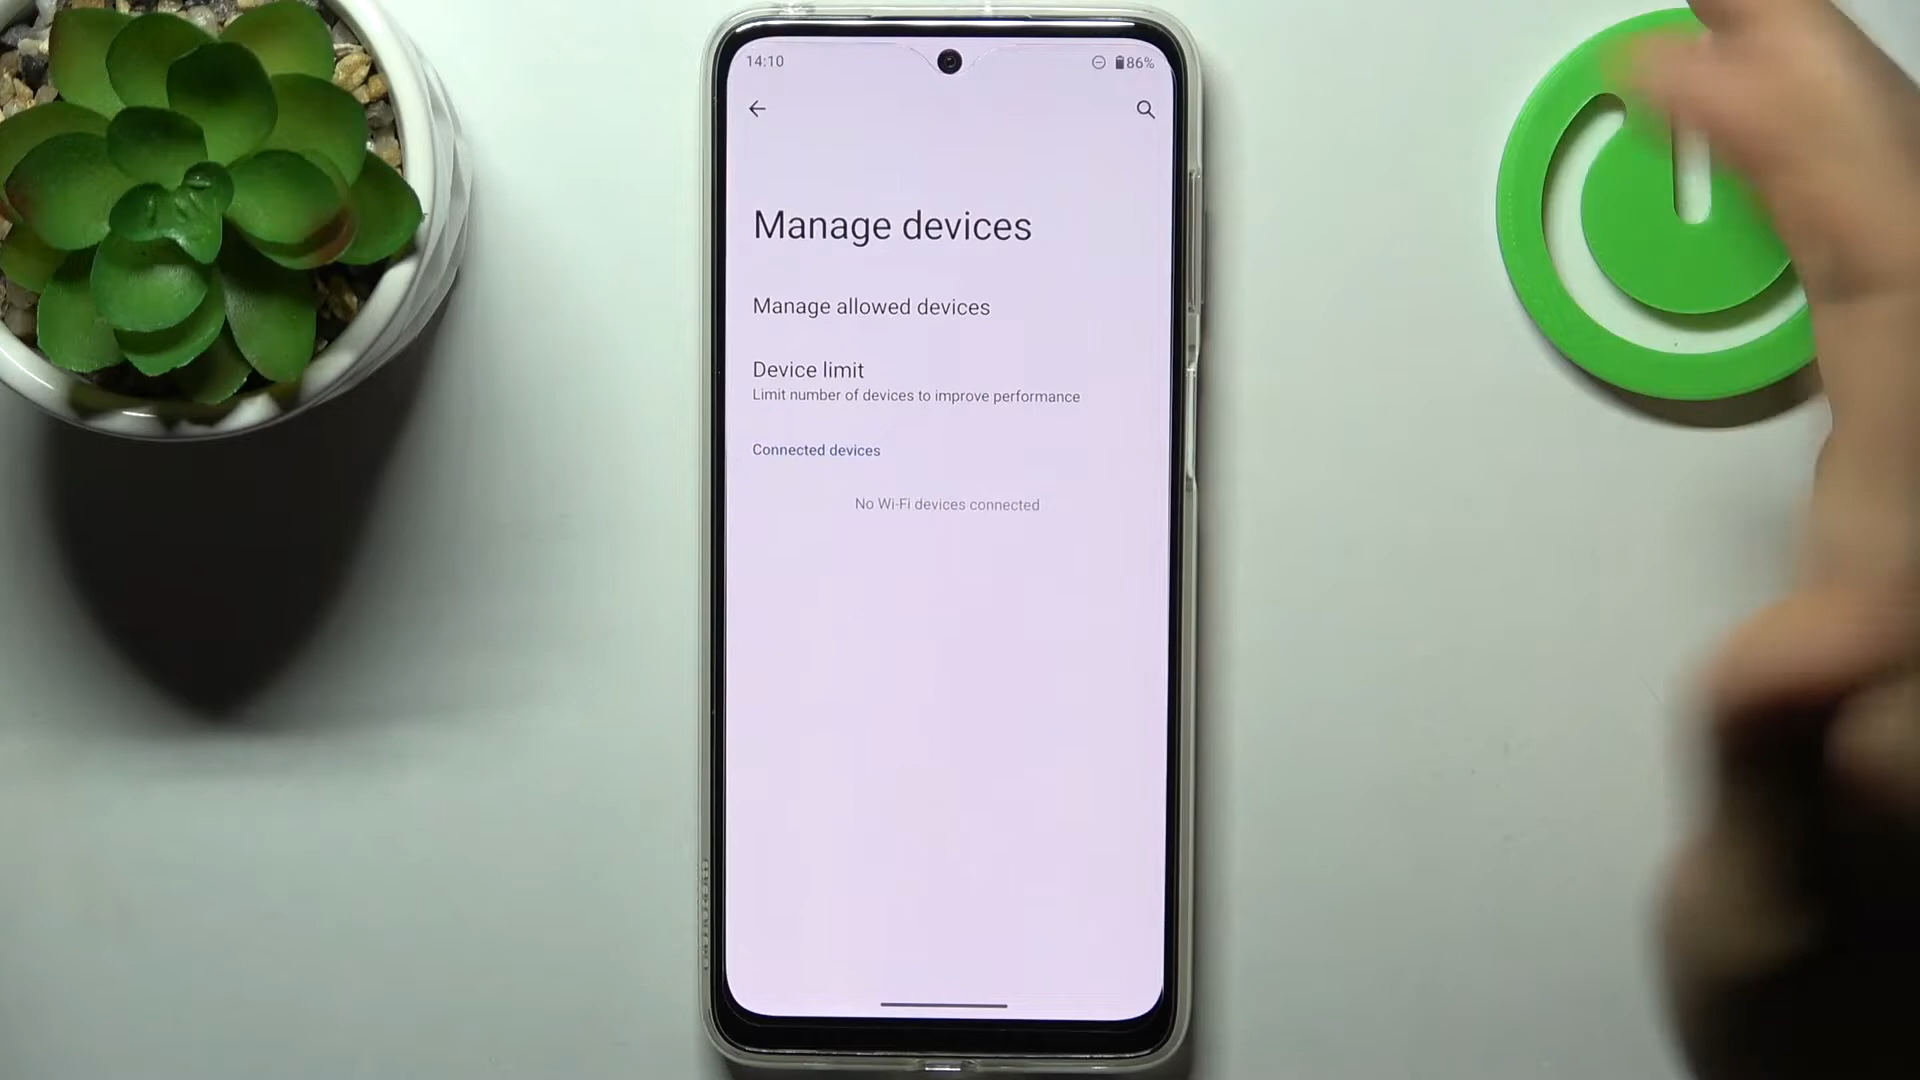 14:10
86%
Manage devices
Manage allowed devices
Device limit
Limit number of devices to improve performance
Connected devices
No Wi-Fi devices connected